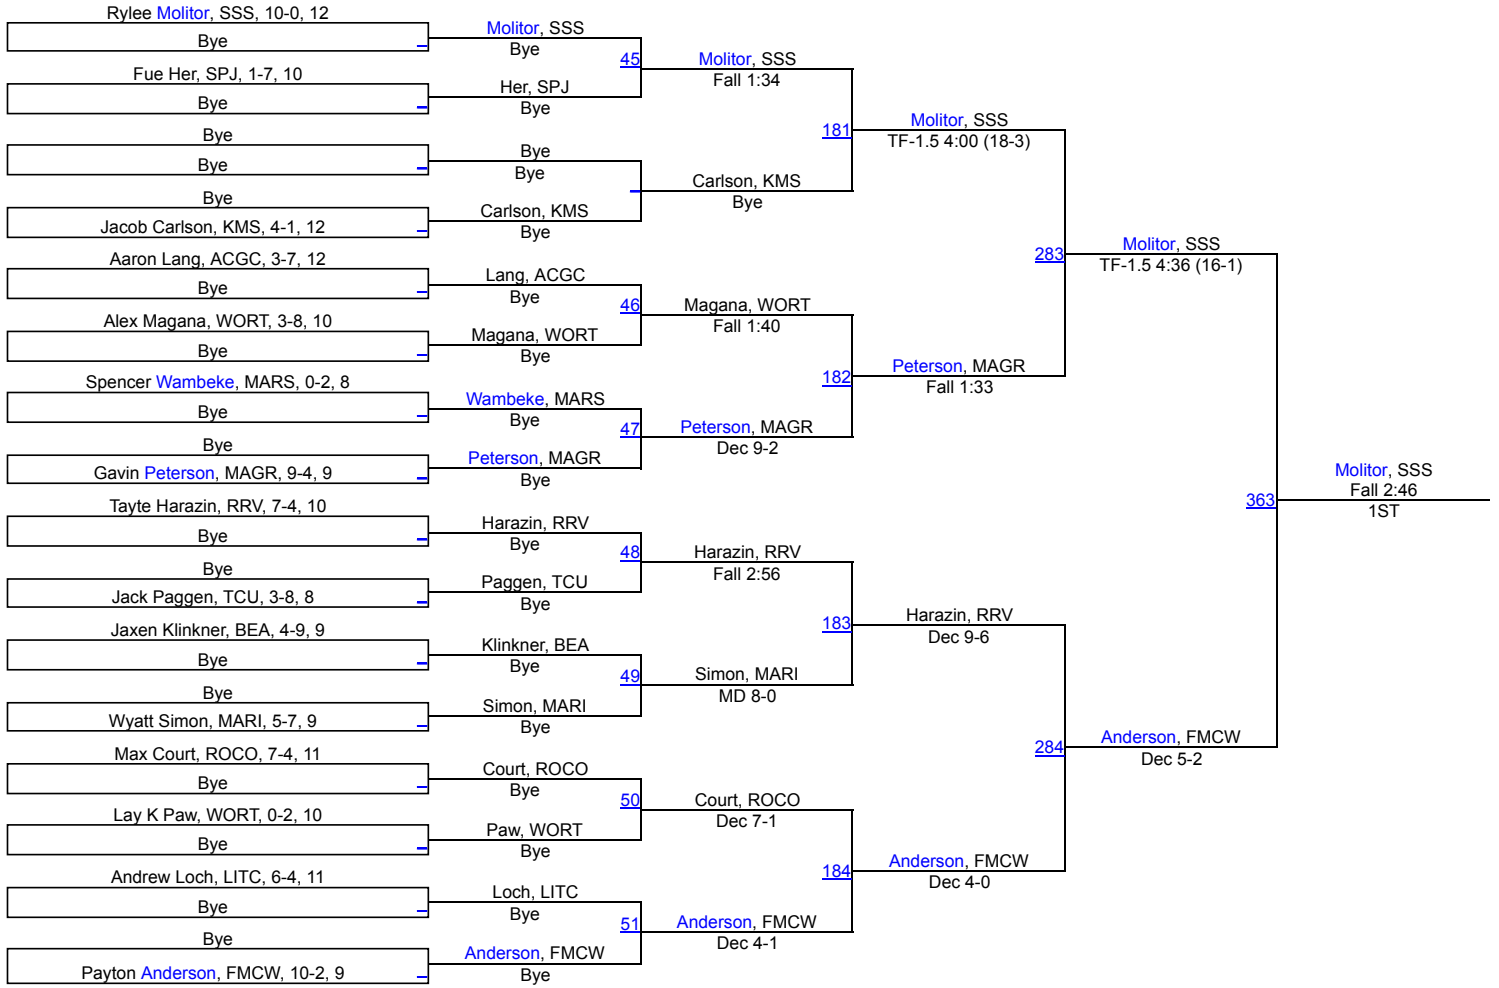 Rylee Molitor, SSS, 10-0, 12
Bye
Fue Her, SPJ, 1-7, 10
Bye
Bye
Bye
Bye
Jacob Carlson, KMS, 4-1, 12
Aaron Lang, ACGC, 3-7, 12
Bye
Alex Magana, WORT, 3-8, 10
Bye
Spencer Wambeke, MARS, 0-2, 8
Bye
Bye
Gavin Peterson, MAGR, 9-4, 9
Tayte Harazin, RRV, 7-4, 10
Bye
Bye
Jack Paggen, TCU, 3-8, 8
Jaxen Klinkner, BEA, 4-9, 9
Bye
Bye
Wyatt Simon, MARI, 5-7, 9
Max Court, ROCO, 7-4, 11
Bye
Lay K Paw, WORT, 0-2, 10
Bye
Andrew Loch, LITC, 6-4, 11
Bye
Bye
Payton Anderson, FMCW, 10-2, 9
Molitor, SSS
Bye
45
Her, SPJ
Bye
Bye
Bye
Carlson, KMS
Bye
Lang, ACGC
Bye
46
Magana, WORT
Bye
Wambeke, MARS
Bye
47
Peterson, MAGR
Bye
Harazin, RRV
Bye
48
Paggen, TCU
Bye
Klinkner, BEA
Bye
49
Simon, MARI
Bye
Court, ROCO
Bye
50
Paw, WORT
Bye
Loch, LITC
Bye
51
Anderson, FMCW
Bye
Molitor, SSS
Fall 1:34
181
Carlson, KMS
Bye
Magana, WORT
Fall 1:40
182
Peterson, MAGR
Dec 9-2
Harazin, RRV
Fall 2:56
183
Simon, MARI
MD 8-0
Court, ROCO
Dec 7-1
184
Anderson, FMCW
Dec 4-1
Molitor, SSS
TF-1.5 4:00 (18-3)
283
Peterson, MAGR
Fall 1:33
Harazin, RRV
Dec 9-6
284
Anderson, FMCW
Dec 4-0
Molitor, SSS
TF-1.5 4:36 (16-1)
363
Anderson, FMCW
Dec 5-2
Molitor, SSS
Fall 2:46
1ST